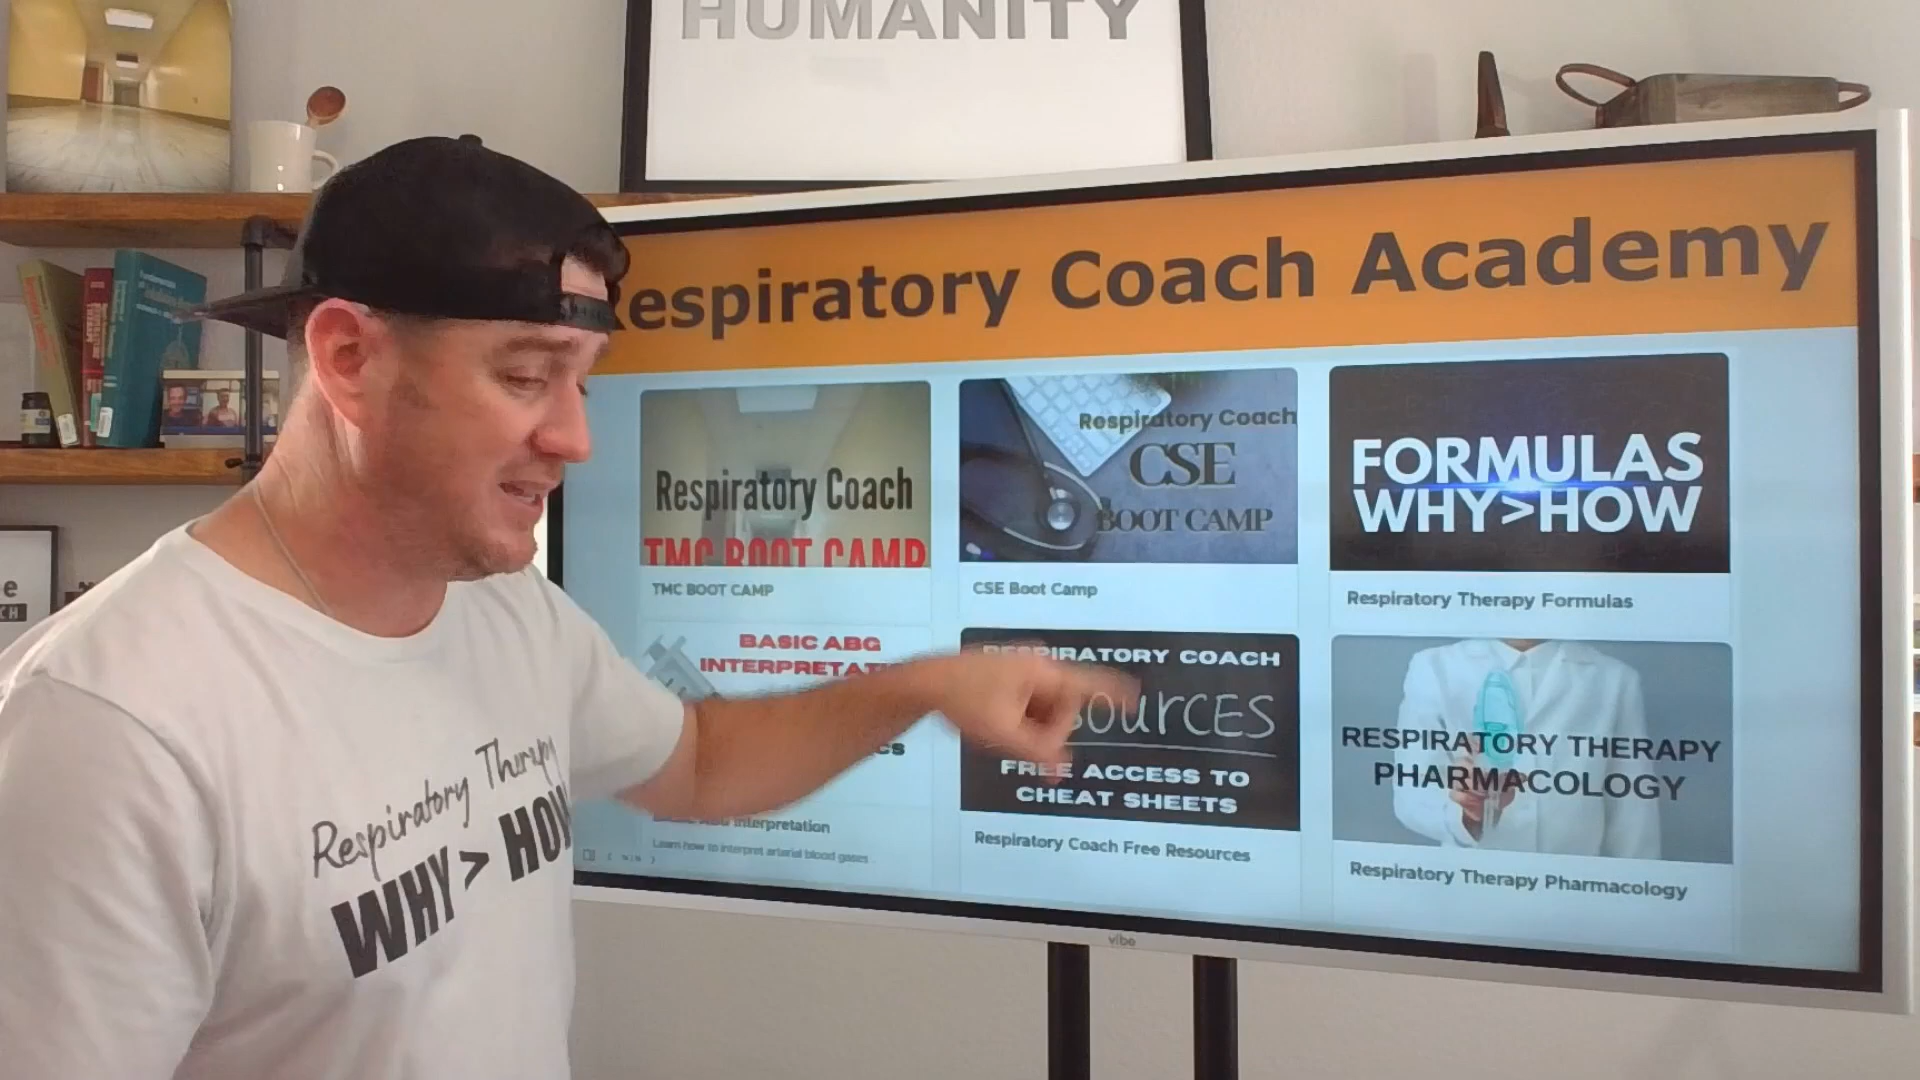 HUMANITY
Respiratory Coach Academy
Respiratory Coach
TMC BOOT CAMP
TMC BOOT CAMP
Respiratory Coach
CSE
BOOT CAMP
CSE Boot Camp
FORMULAS
WHY>HOW
Respiratory Therapy Formulas
BASIC ABG
Interpretation
Learn how to interpret arterial blood gases
RESPIRATORY COACH
FREE ACCESS TO
CHEAT SHEETS
Respiratory Coach Free Resources
RESPIRATORY THERAPY
PHARMACOLOGY
Respiratory Therapy Pharmacology
vibe
Respiratory Therapy
WHY> HOW